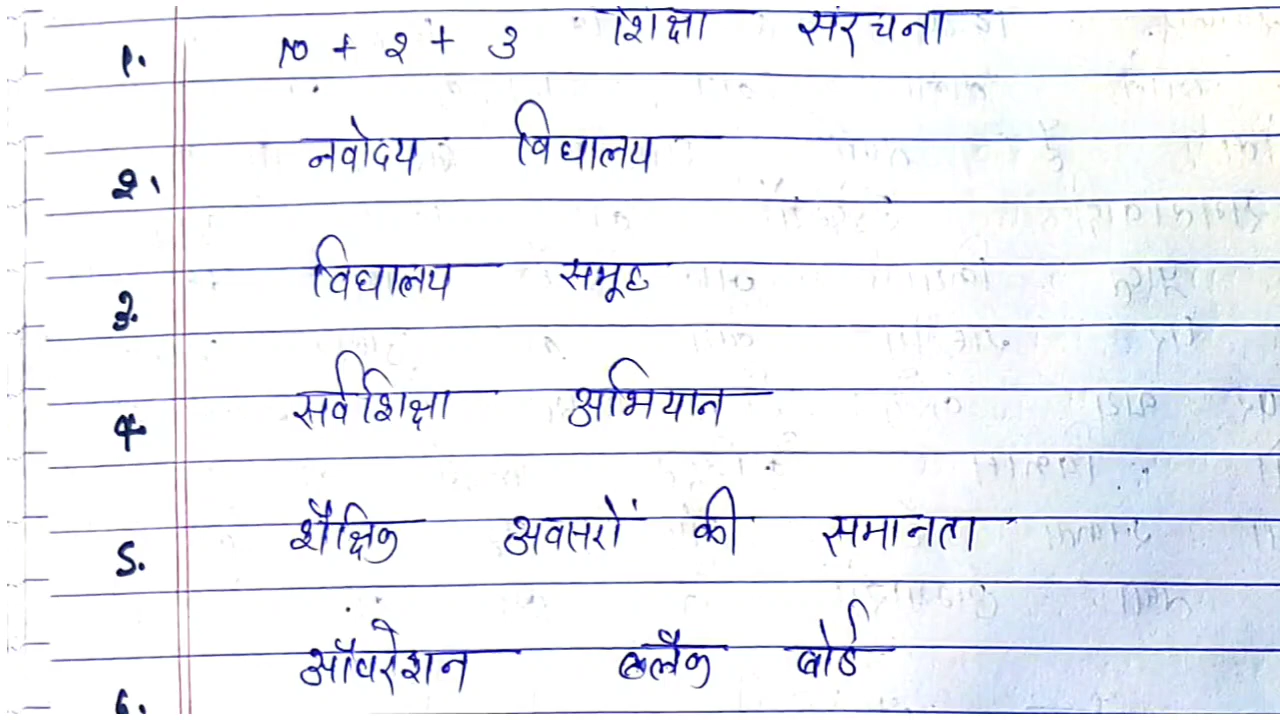 1. 10 + 2 + 3 शिक्षा संरचना
2. नवोदय विद्यालय
3. विद्यालय समूह
4. सर्व शिक्षा अभियान
5. शैक्षिक अवसरों की समानता
6. ऑपरेशन ब्लैक बोर्ड